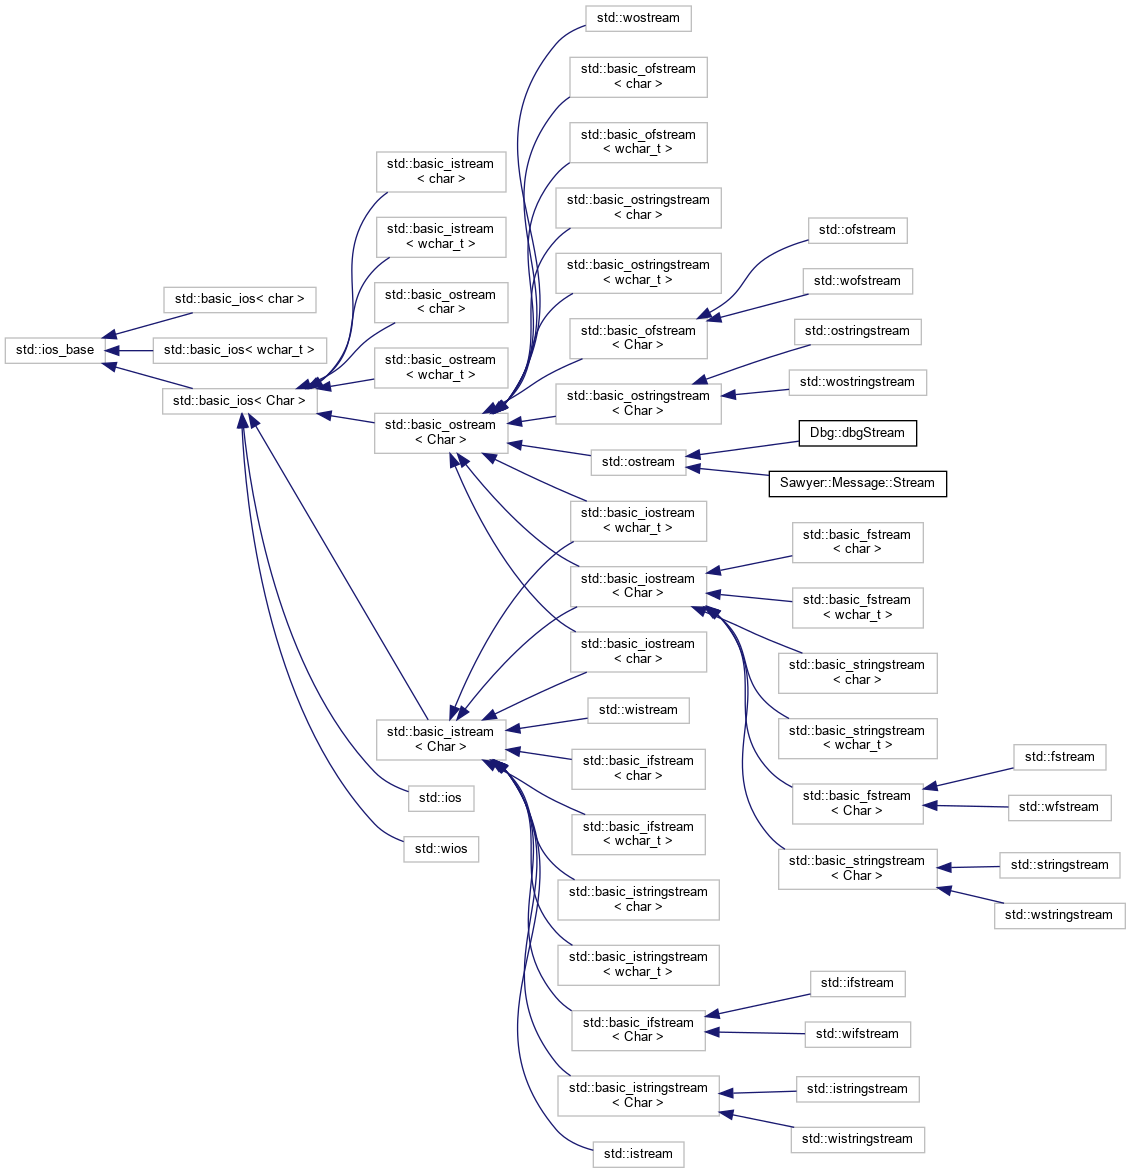 std::ios_base
std::basic_ios< char >
std::basic_ios< wchar_t >
std::basic_ios< Char >
std::basic_istream
< char >
std::basic_istream
< wchar_t >
std::basic_ostream
< char >
std::basic_ostream
< wchar_t >
std::basic_ostream
< Char >
std::basic_istream
< Char >
std::ios
std::wios
std::wostream
std::basic_ofstream
< char >
std::basic_ofstream
< wchar_t >
std::basic_ostringstream
< char >
std::basic_ostringstream
< wchar_t >
std::basic_ofstream
< Char >
std::basic_ostringstream
< Char >
std::ostream
std::basic_iostream
< wchar_t >
std::basic_iostream
< Char >
std::basic_iostream
< char >
std::wistream
std::basic_ifstream
< char >
std::basic_ifstream
< wchar_t >
std::basic_istringstream
< char >
std::basic_istringstream
< wchar_t >
std::basic_ifstream
< Char >
std::basic_istringstream
< Char >
std::istream
std::ofstream
std::wofstream
std::ostringstream
std::wostringstream
Dbg::dbgStream
Sawyer::Message::Stream
std::basic_fstream
< char >
std::basic_fstream
< wchar_t >
std::basic_stringstream
< char >
std::basic_stringstream
< wchar_t >
std::basic_fstream
< Char >
std::basic_stringstream
< Char >
std::ifstream
std::wifstream
std::istringstream
std::wistringstream
std::fstream
std::wfstream
std::stringstream
std::wstringstream